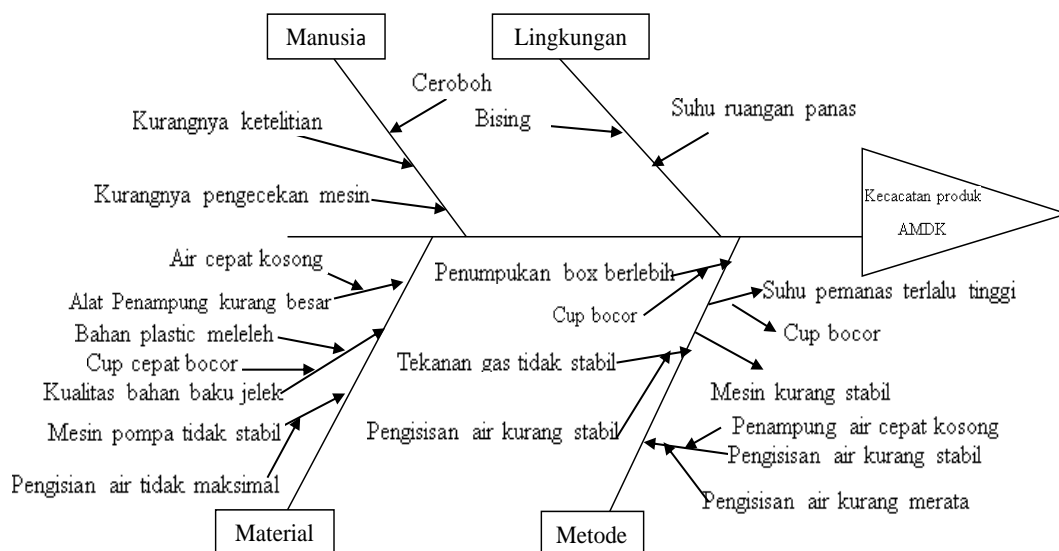 Manusia
Lingkungan
Ceroboh
Kurangnya ketelitian
Kurangnya pengecekan mesin
Bising
Suhu ruangan panas
Kecacatan produk
AMDK
Air cepat kosong
Alat Penampung kurang besar
Bahan plastic meleleh
Cup cepat bocor
Kualitas bahan baku jelek
Mesin pompa tidak stabil
Pengisian air tidak maksimal
Material
Penumpukan box berlebih
Cup bocor
Tekanan gas tidak stabil
Pengisisan air kurang stabil
Suhu pemanas terlalu tinggi
Cup bocor
Mesin kurang stabil
Penampung air cepat kosong
Pengisisan air kurang stabil
Pengisisan air kurang merata
Metode